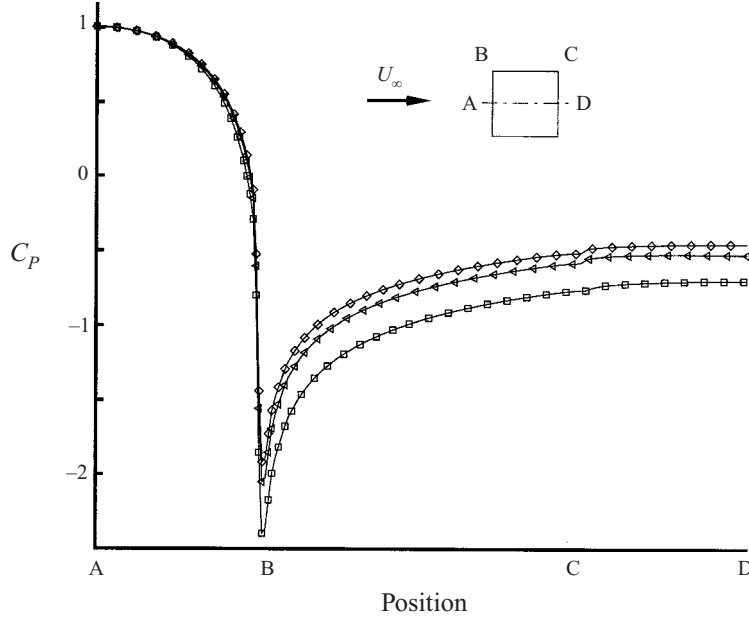 1
B C
U∞
A D
0
C_P
–1
–2
A B C D
Position